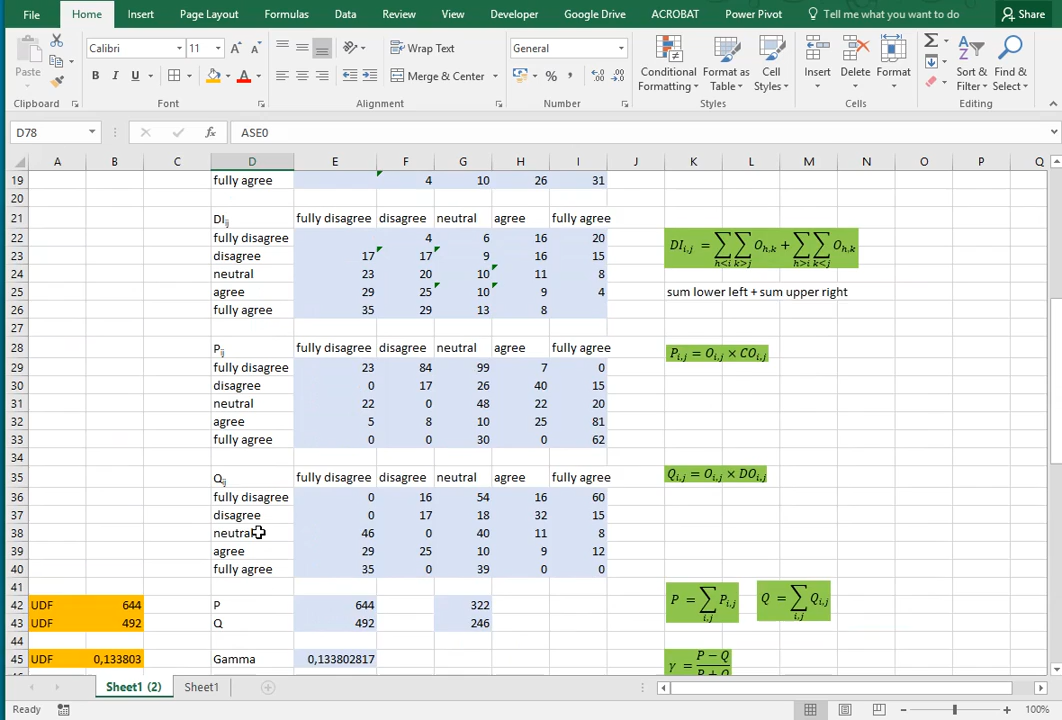 File Home Insert Page Layout Formulas Data Review View Developer Google Drive ACROBAT Power Pivot Tell me what you want to do Share
Paste Calibri 11 A A Wrap Text General Conditional Formatting Format as Table Cell Styles Insert Delete Format Sort & Filter Find & Select
B I U A Merge & Center % ,
Clipboard Font Alignment Number Styles Cells Editing
D78 fx ASE0
A B C D E F G H I J K L M N O P Q
19 fully agree 4 10 26 31
20
21 DIij fully disagree disagree neutral agree fully agree
22 fully disagree 4 6 16 20
23 disagree 17 17 9 16 15
24 neutral 23 20 10 11 8
25 agree 29 25 10 9 4
26 fully agree 35 29 13 8
DI_{i,j} = ∑_{h<i} ∑_{k>j} O_{h,k} + ∑_{h>i} ∑_{k<j} O_{h,k}
sum lower left + sum upper right
27
28 Pij fully disagree disagree neutral agree fully agree
P_{i,j} = O_{i,j} × CO_{i,j}
29 fully disagree 23 84 99 7 0
30 disagree 0 17 26 40 15
31 neutral 22 0 48 22 20
32 agree 5 8 10 25 81
33 fully agree 0 0 30 0 62
34
35 Qij fully disagree disagree neutral agree fully agree
Q_{i,j} = O_{i,j} × DO_{i,j}
36 fully disagree 0 16 54 16 60
37 disagree 0 17 18 32 15
38 neutral 46 0 40 11 8
39 agree 29 25 10 9 12
40 fully agree 35 0 39 0 0
41
42 UDF 644 P 644 322
43 UDF 492 Q 492 246
P = ∑_{i,j} P_{i,j} Q = ∑_{i,j} Q_{i,j}
44
45 UDF 0,133803 Gamma 0,133802817
γ = (P − Q) / (P + Q)
Sheet1 (2) Sheet1
Ready 100%